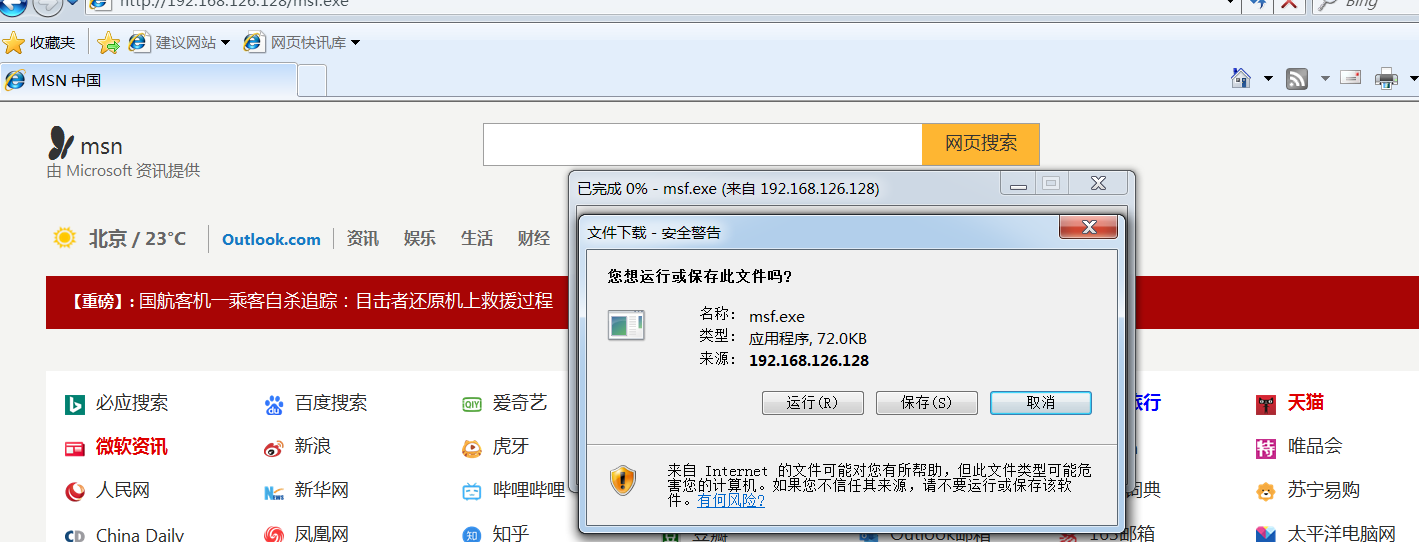 http://192.168.126.128/msf.exe
Bing
收藏夹 建议网站 网页快讯库
MSN 中国
msn
由 Microsoft 资讯提供
网页搜索
已完成 0% - msf.exe (来自 192.168.126.128)
文件下载 - 安全警告
您想运行或保存此文件吗?
名称: msf.exe
类型: 应用程序, 72.0KB
来源: 192.168.126.128
运行(R) 保存(S) 取消
来自 Internet 的文件可能对您有所帮助，但此文件类型可能危
害您的计算机。如果您不信任其来源，请不要运行或保存该软
件。有何风险?
北京 / 23°C Outlook.com 资讯 娱乐 生活 财经
【重磅】: 国航客机一乘客自杀追踪：目击者还原机上救援过程
必应搜索 百度搜索 爱奇艺 天猫
微软资讯 新浪 虎牙 唯品会
人民网 新华网 哔哩哔哩 词典 苏宁易购
China Daily 凤凰网 知乎 豆瓣 Outlook邮箱 163邮箱 太平洋电脑网